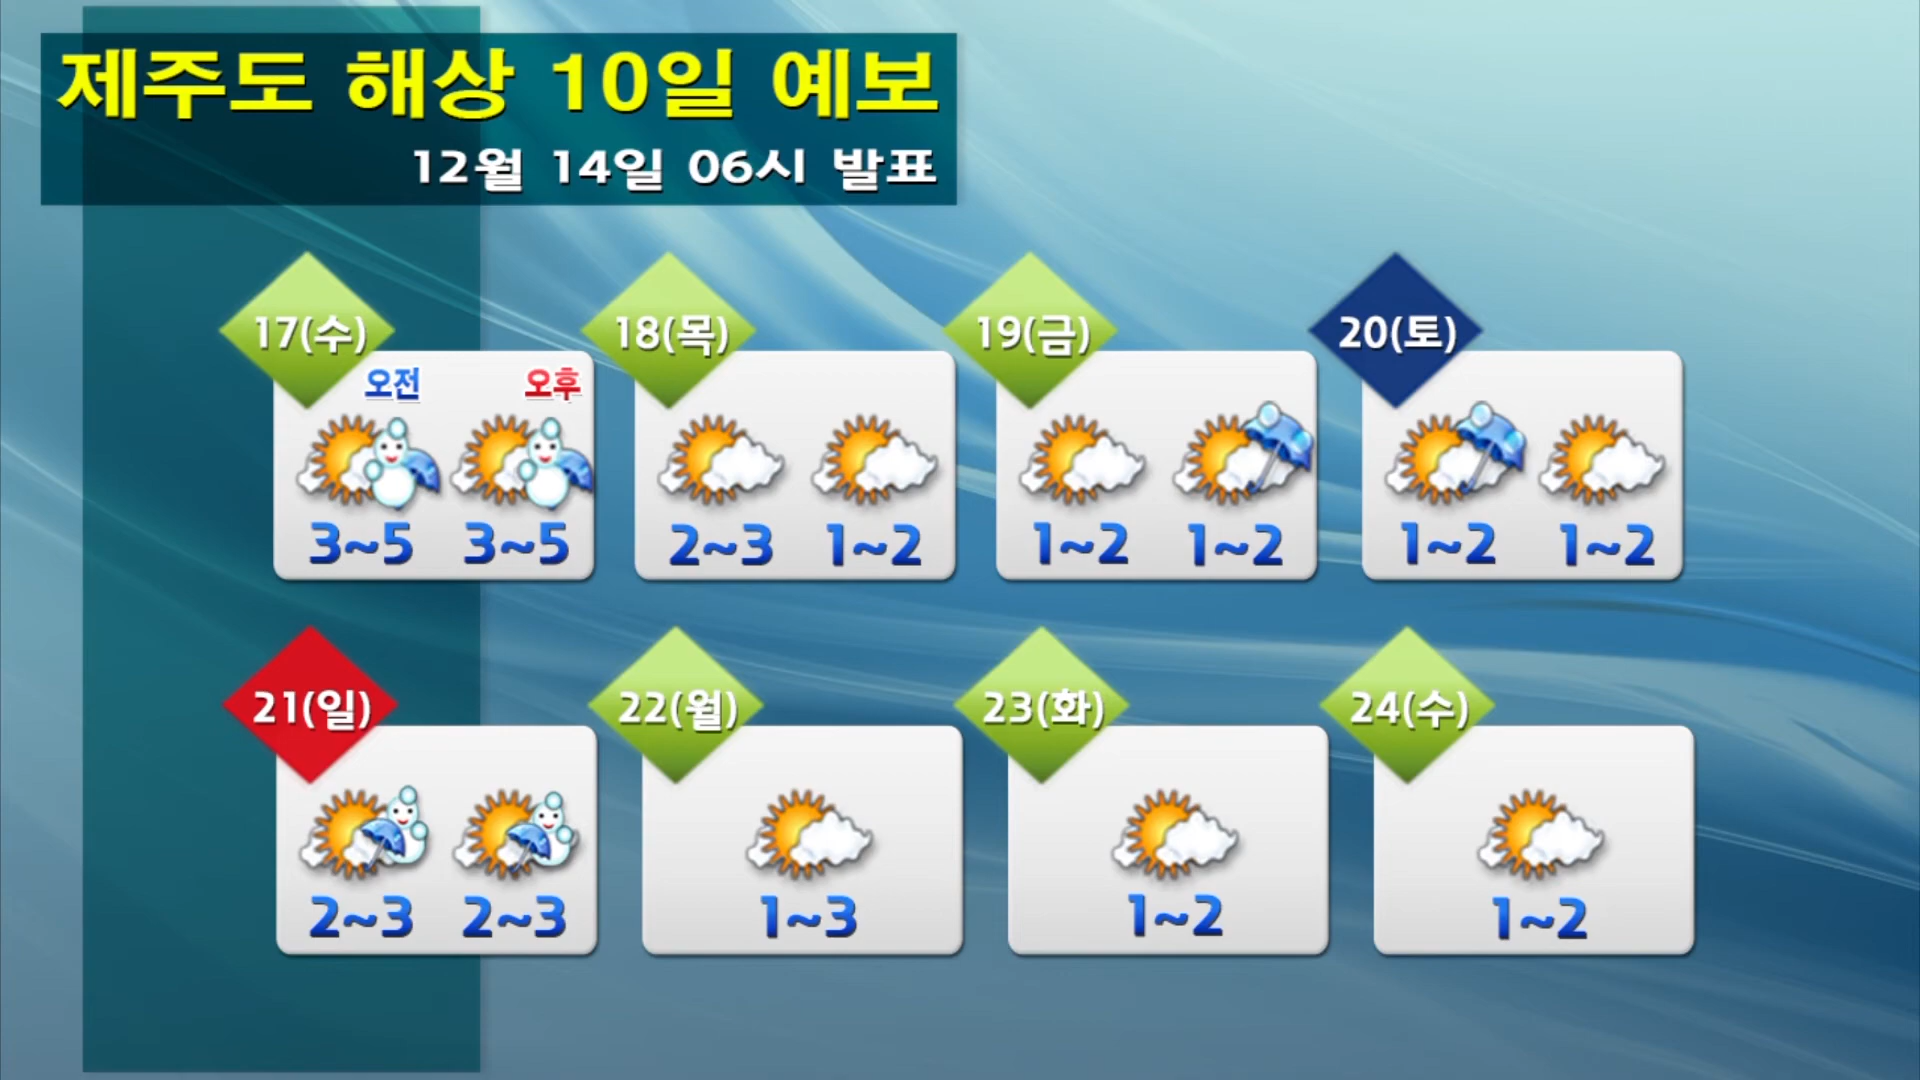 제주도 해상 10일 예보
12월 14일 06시 발표
17(수)
18(목)
19(금)
20(토)
오전 오후
3~5 3~5
2~3 1~2
1~2 1~2
1~2 1~2
21(일)
22(월)
23(화)
24(수)
2~3 2~3
1~3
1~2
1~2